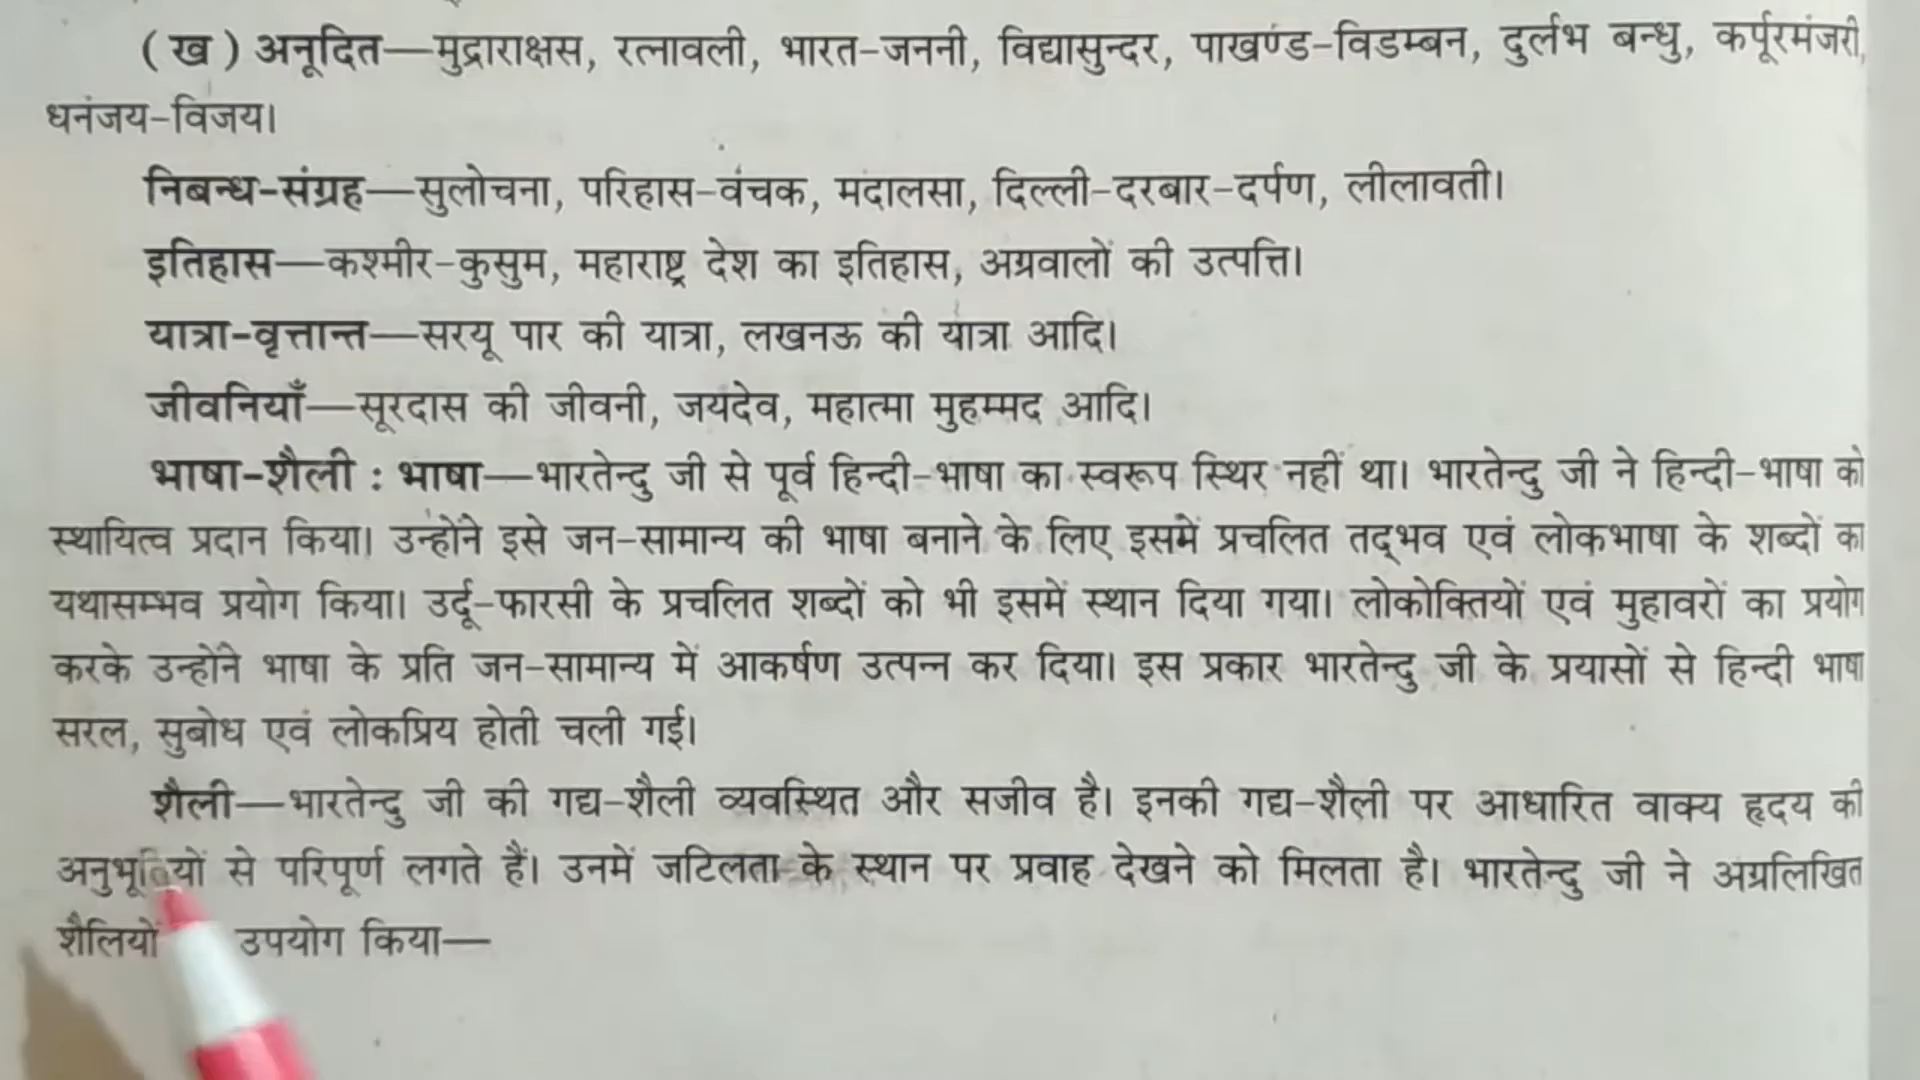 ( ख ) अनूदित—मुद्राराक्षस, रत्नावली, भारत-जननी, विद्यासुन्दर, पाखण्ड-विडम्बन, दुर्लभ बन्धु, कर्पूरमंजरी,
धनंजय-विजय।
निबन्ध-संग्रह—सुलोचना, परिहास-वंचक, मदालसा, दिल्ली-दरबार-दर्पण, लीलावती।
इतिहास—कश्मीर-कुसुम, महाराष्ट्र देश का इतिहास, अग्रवालों की उत्पत्ति।
यात्रा-वृत्तान्त—सरयू पार की यात्रा, लखनऊ की यात्रा आदि।
जीवनियाँ—सूरदास की जीवनी, जयदेव, महात्मा मुहम्मद आदि।
भाषा-शैली : भाषा—भारतेन्दु जी से पूर्व हिन्दी-भाषा का स्वरूप स्थिर नहीं था। भारतेन्दु जी ने हिन्दी-भाषा को
स्थायित्व प्रदान किया। उन्होंने इसे जन-सामान्य की भाषा बनाने के लिए इसमें प्रचलित तद्भव एवं लोकभाषा के शब्दों का
यथासम्भव प्रयोग किया। उर्दू-फारसी के प्रचलित शब्दों को भी इसमें स्थान दिया गया। लोकोक्तियों एवं मुहावरों का प्रयोग
करके उन्होंने भाषा के प्रति जन-सामान्य में आकर्षण उत्पन्न कर दिया। इस प्रकार भारतेन्दु जी के प्रयासों से हिन्दी भाषा
सरल, सुबोध एवं लोकप्रिय होती चली गई।
शैली—भारतेन्दु जी की गद्य-शैली व्यवस्थित और सजीव है। इनकी गद्य-शैली पर आधारित वाक्य हृदय की
अनुभूतियों से परिपूर्ण लगते हैं। उनमें जटिलता के स्थान पर प्रवाह देखने को मिलता है। भारतेन्दु जी ने अग्रलिखित
शैलियों उपयोग किया—